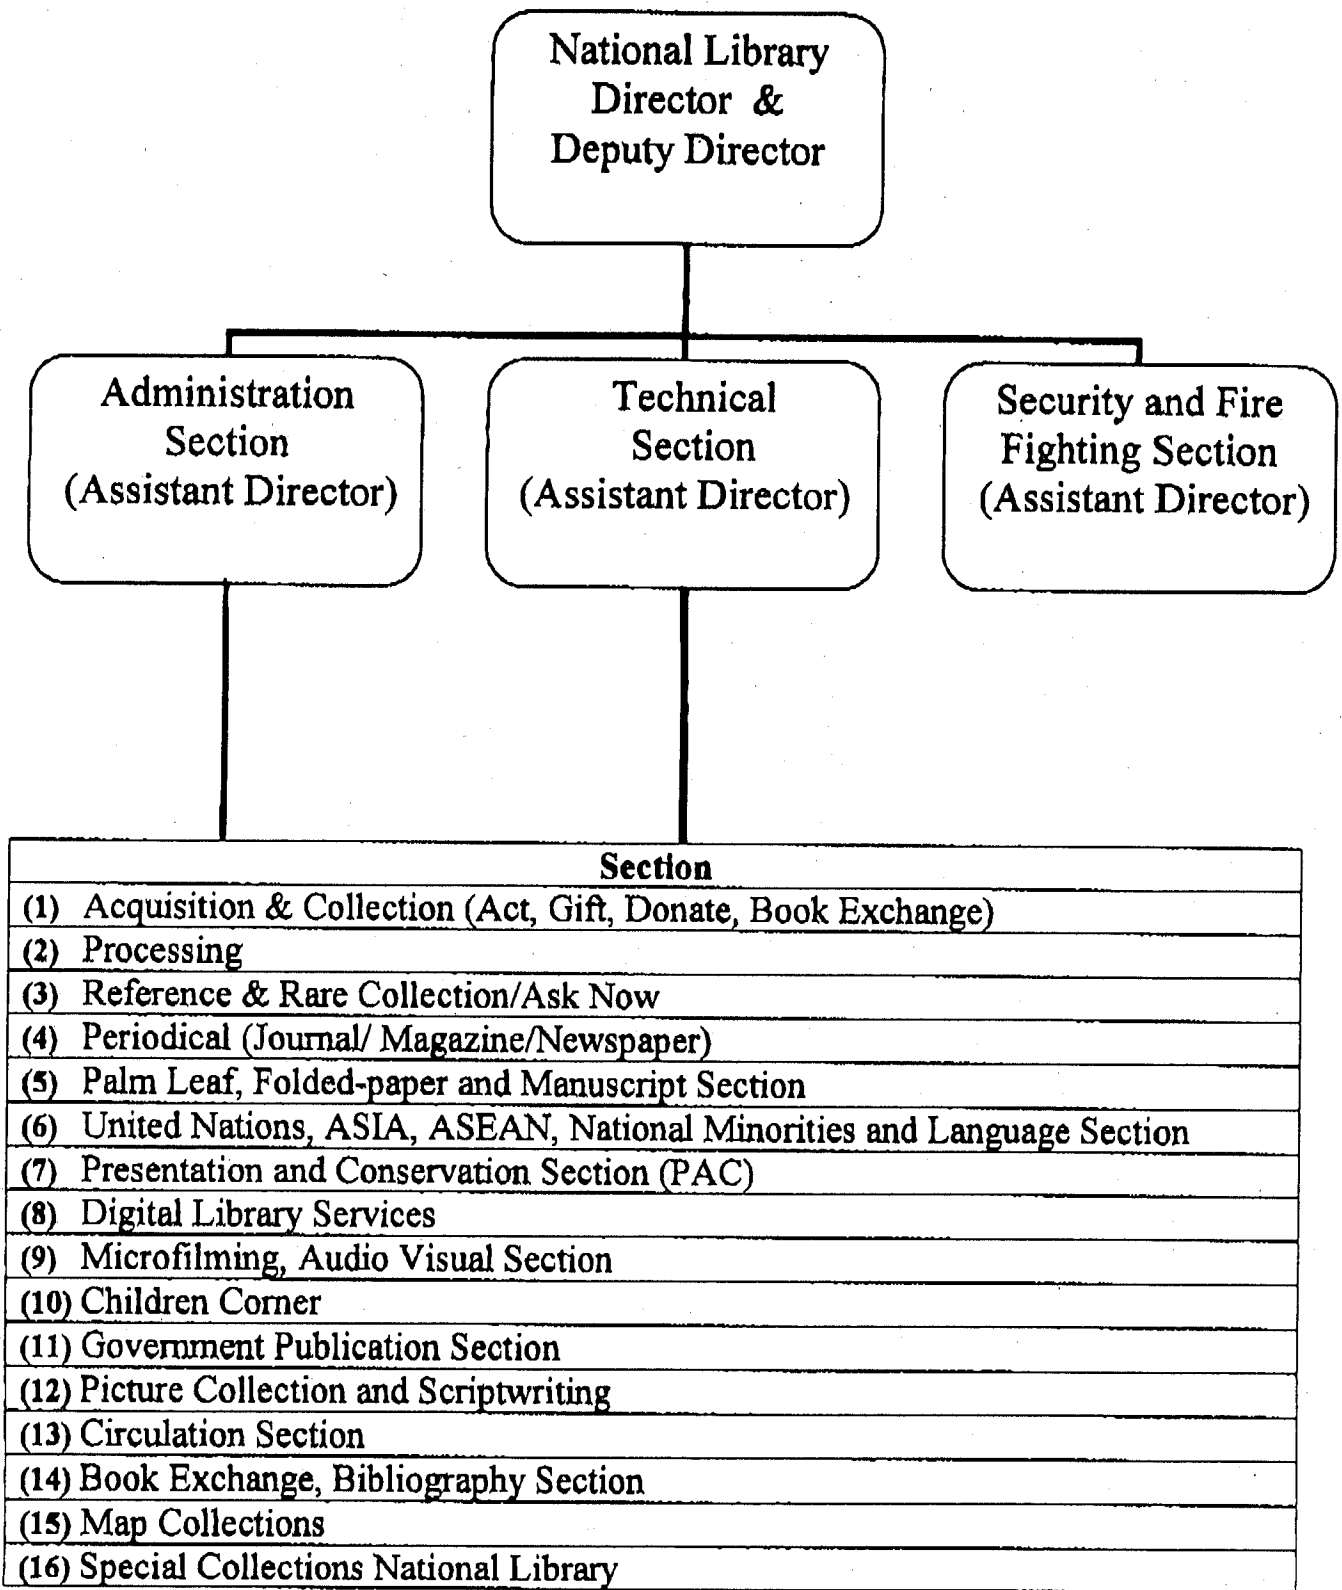 National Library
Director &
Deputy Director
Administration
Section
(Assistant Director)
Technical
Section
(Assistant Director)
Security and Fire
Fighting Section
(Assistant Director)
Section
(1) Acquisition & Collection (Act, Gift, Donate, Book Exchange)
(2) Processing
(3) Reference & Rare Collection/Ask Now
(4) Periodical (Journal/ Magazine/Newspaper)
(5) Palm Leaf, Folded-paper and Manuscript Section
(6) United Nations, ASIA, ASEAN, National Minorities and Language Section
(7) Presentation and Conservation Section (PAC)
(8) Digital Library Services
(9) Microfilming, Audio Visual Section
(10) Children Corner
(11) Government Publication Section
(12) Picture Collection and Scriptwriting
(13) Circulation Section
(14) Book Exchange, Bibliography Section
(15) Map Collections
(16) Special Collections National Library